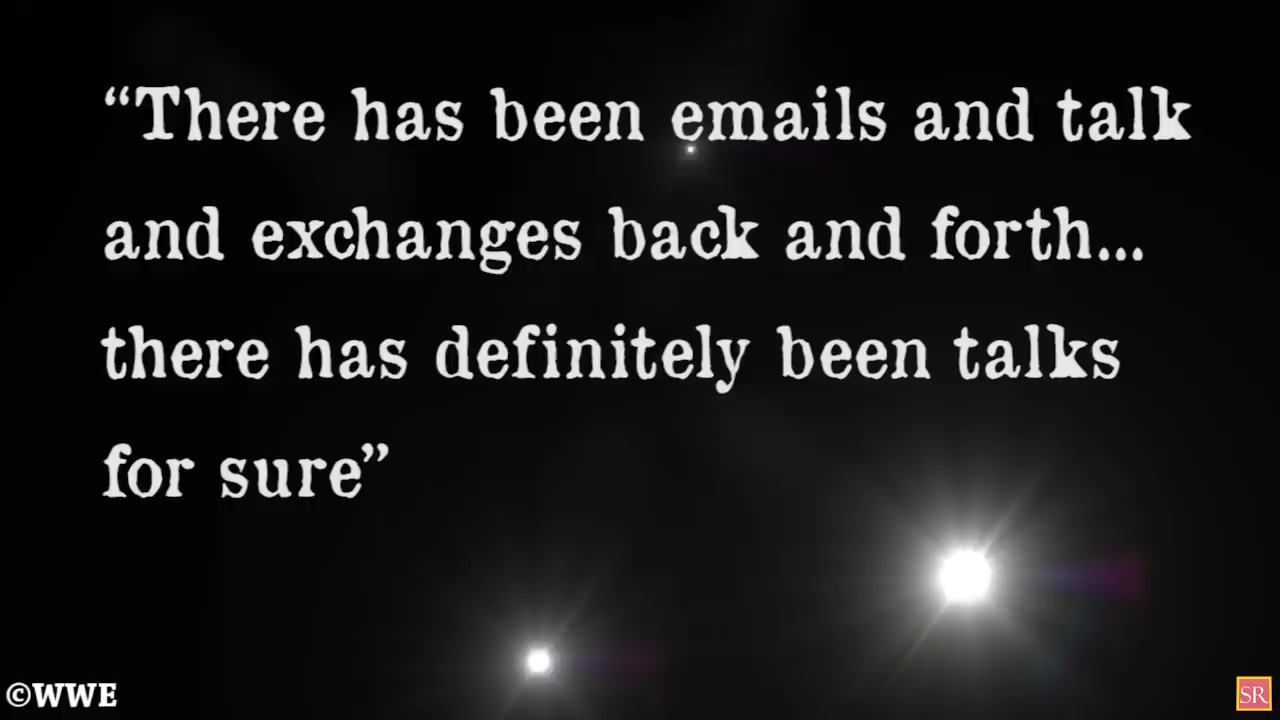 “There has been emails and talk
and exchanges back and forth...
there has definitely been talks
for sure”
©WWE
SR